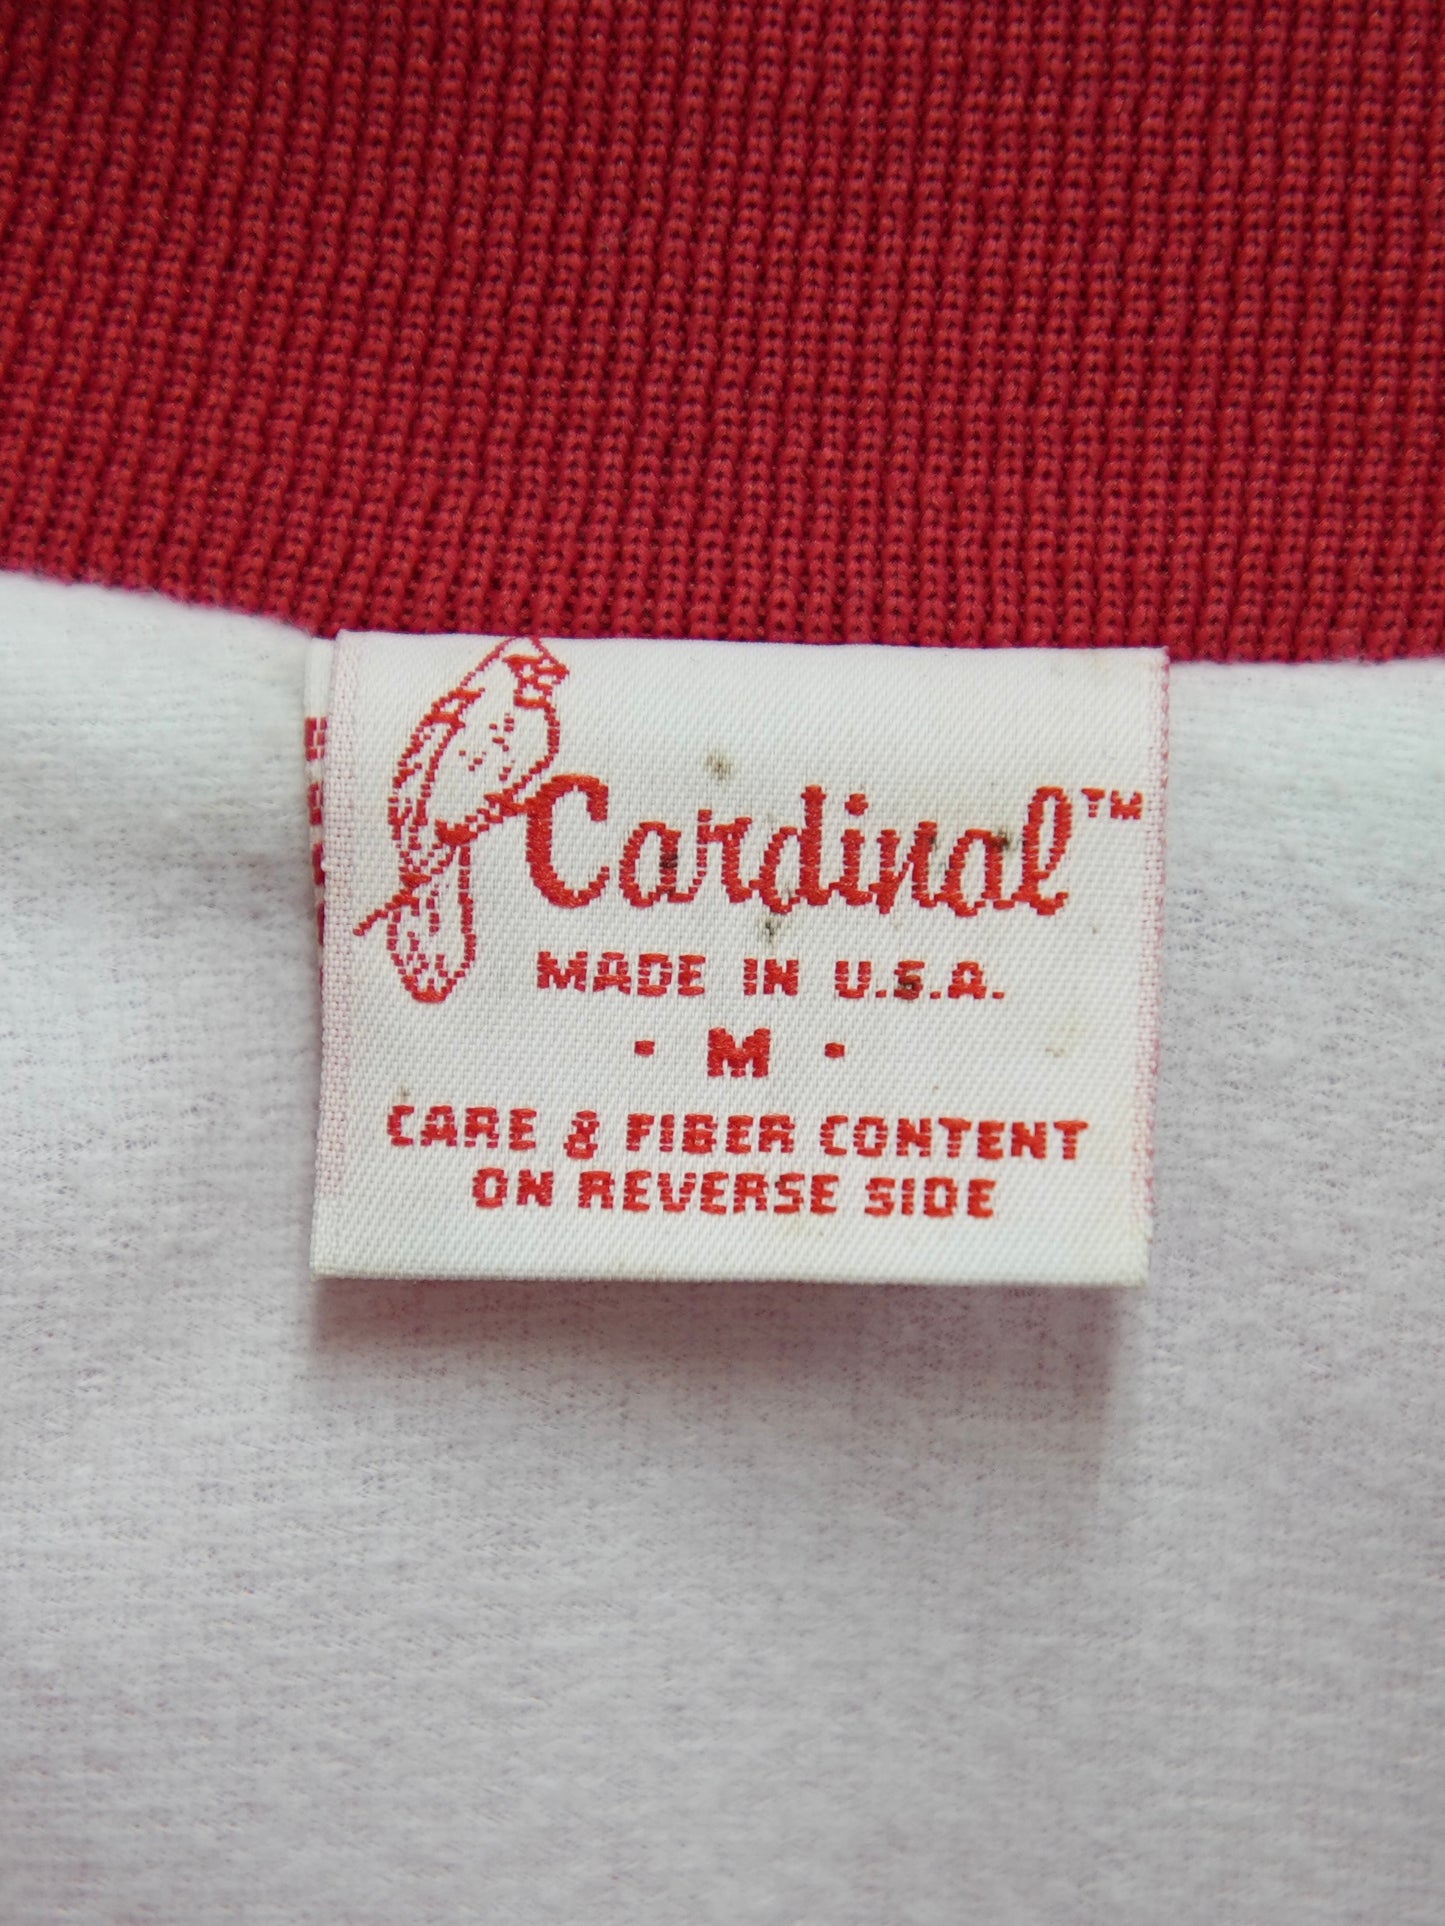 Cardinal™
MADE IN U.S.A.
· M ·
CARE & FIBER CONTENT
ON REVERSE SIDE